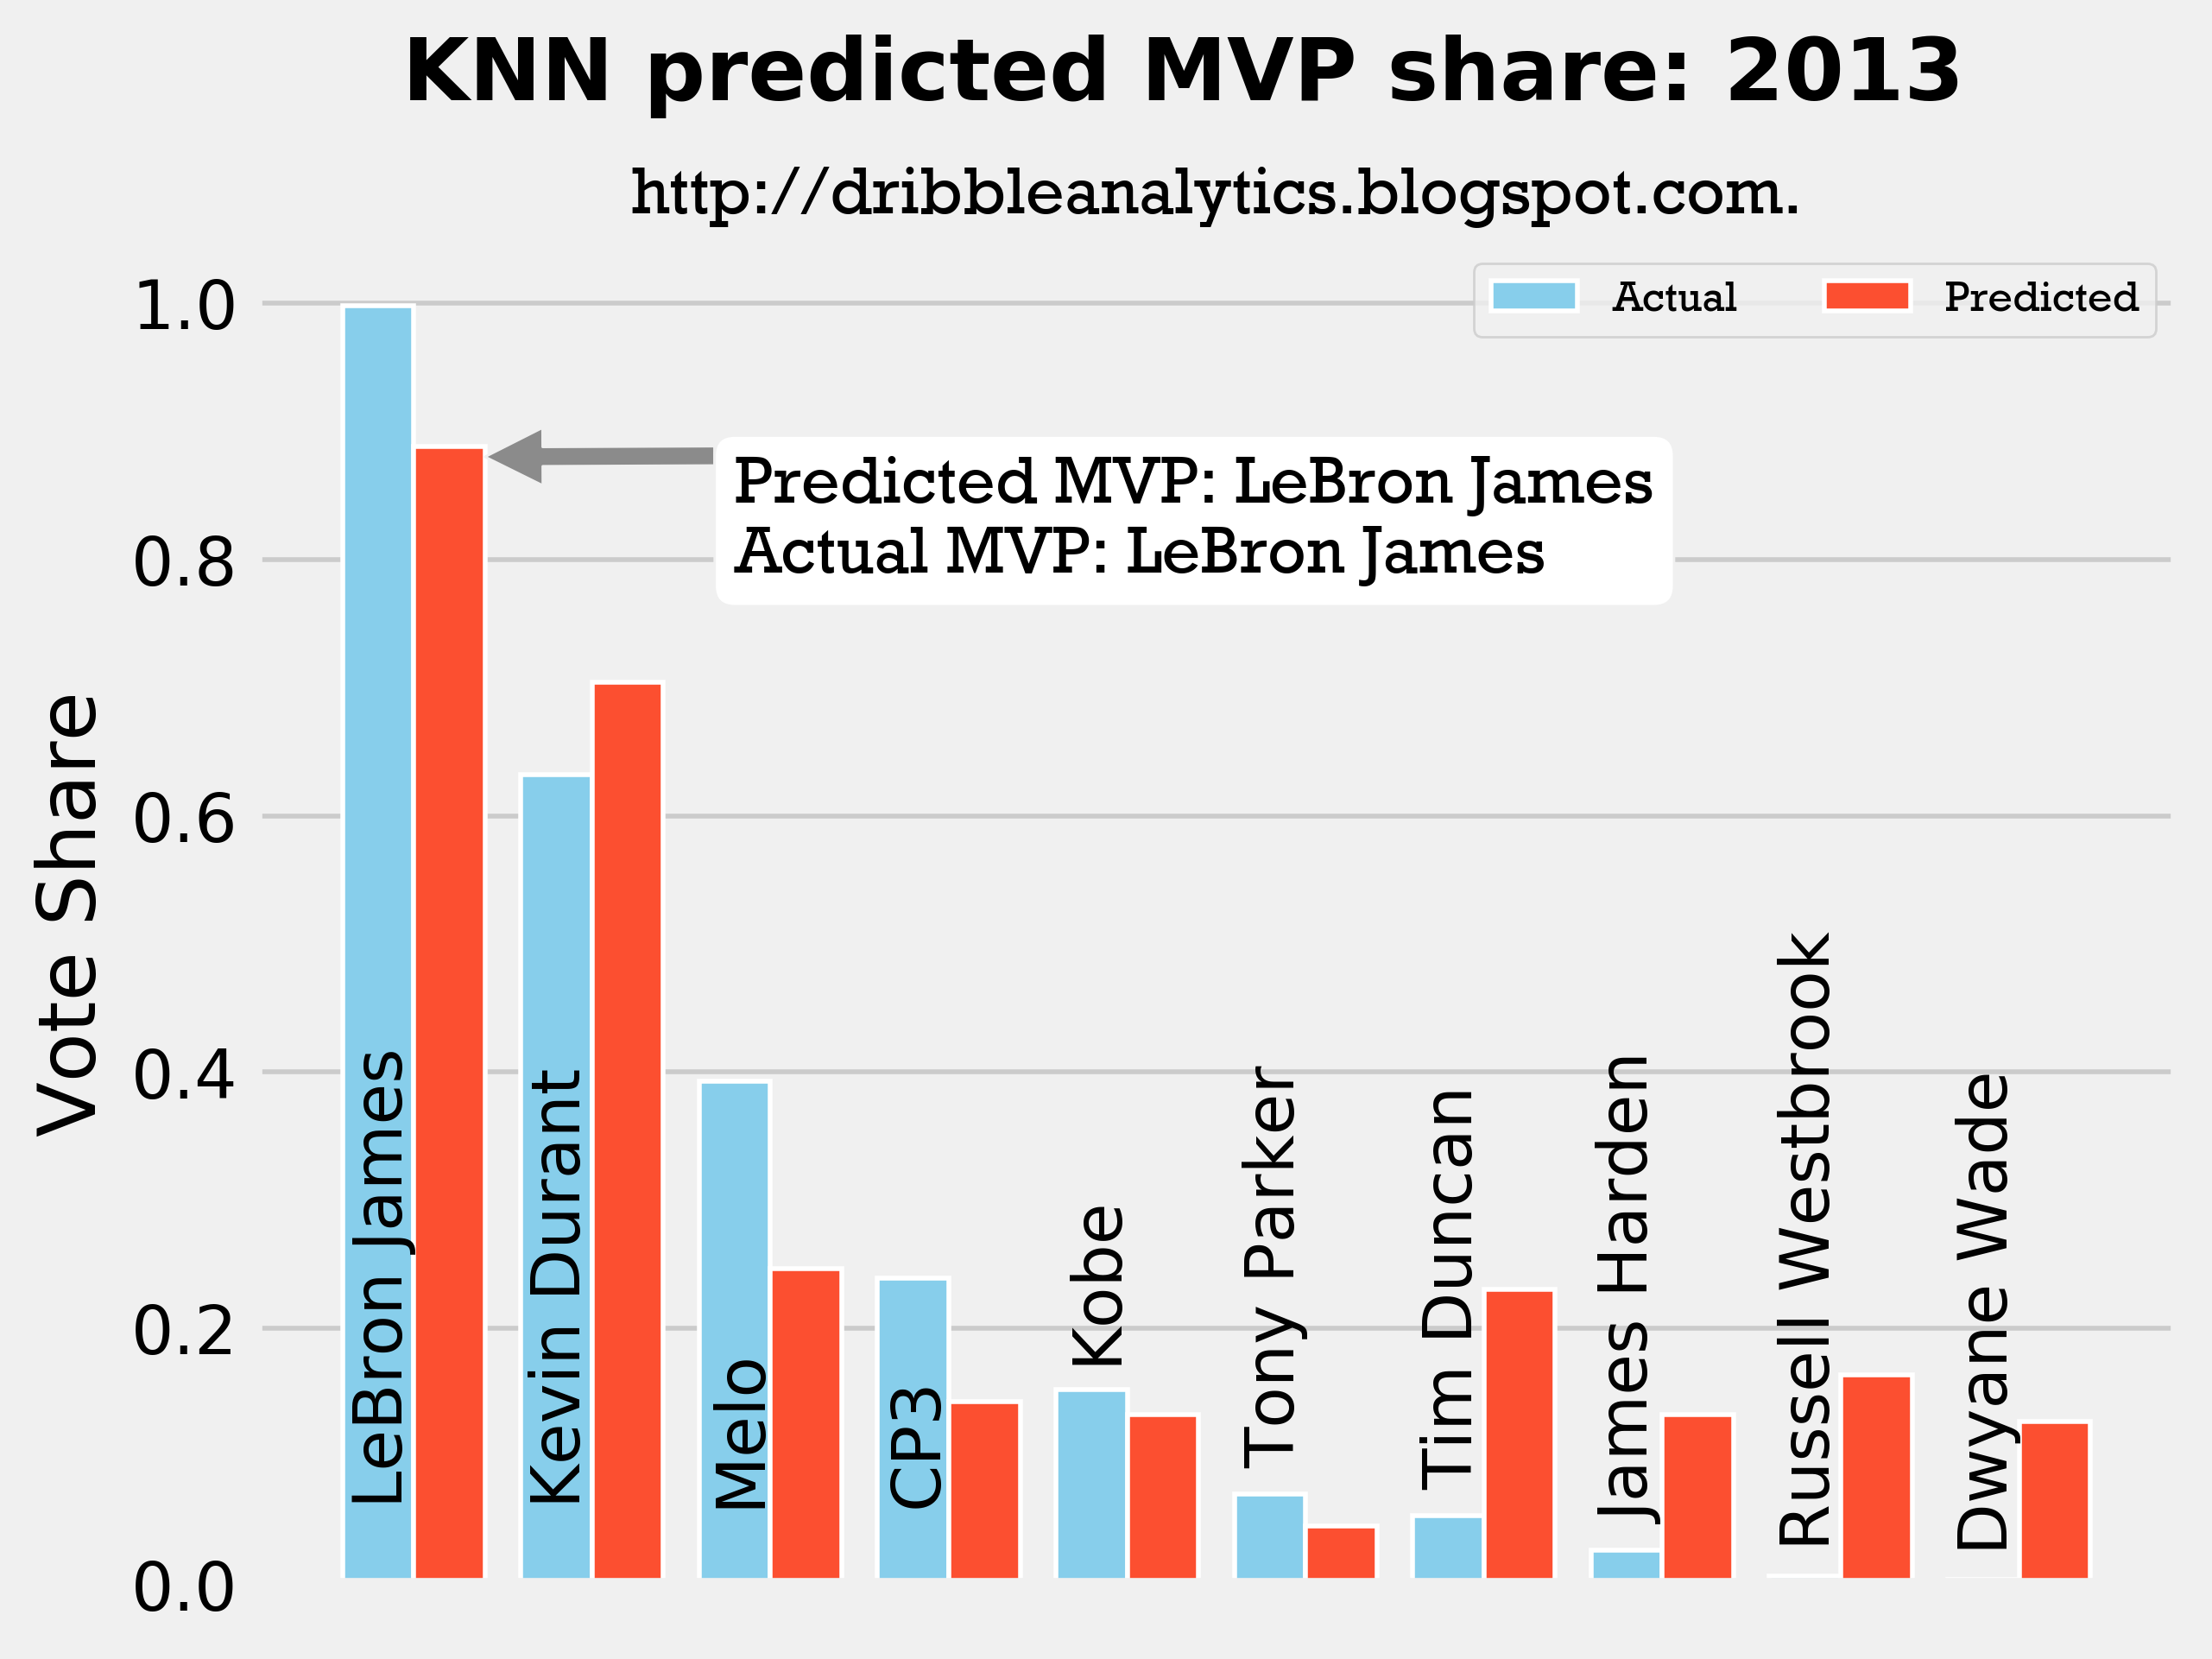 KNN predicted MVP share: 2013
http://dribbleanalytics.blogspot.com.
Actual
Predicted
Predicted MVP: LeBron James
Actual MVP: LeBron James
Vote Share
1.0
0.8
0.6
0.4
0.2
0.0
LeBron James
Kevin Durant
Melo
CP3
Kobe
Tony Parker
Tim Duncan
James Harden
Russell Westbrook
Dwyane Wade